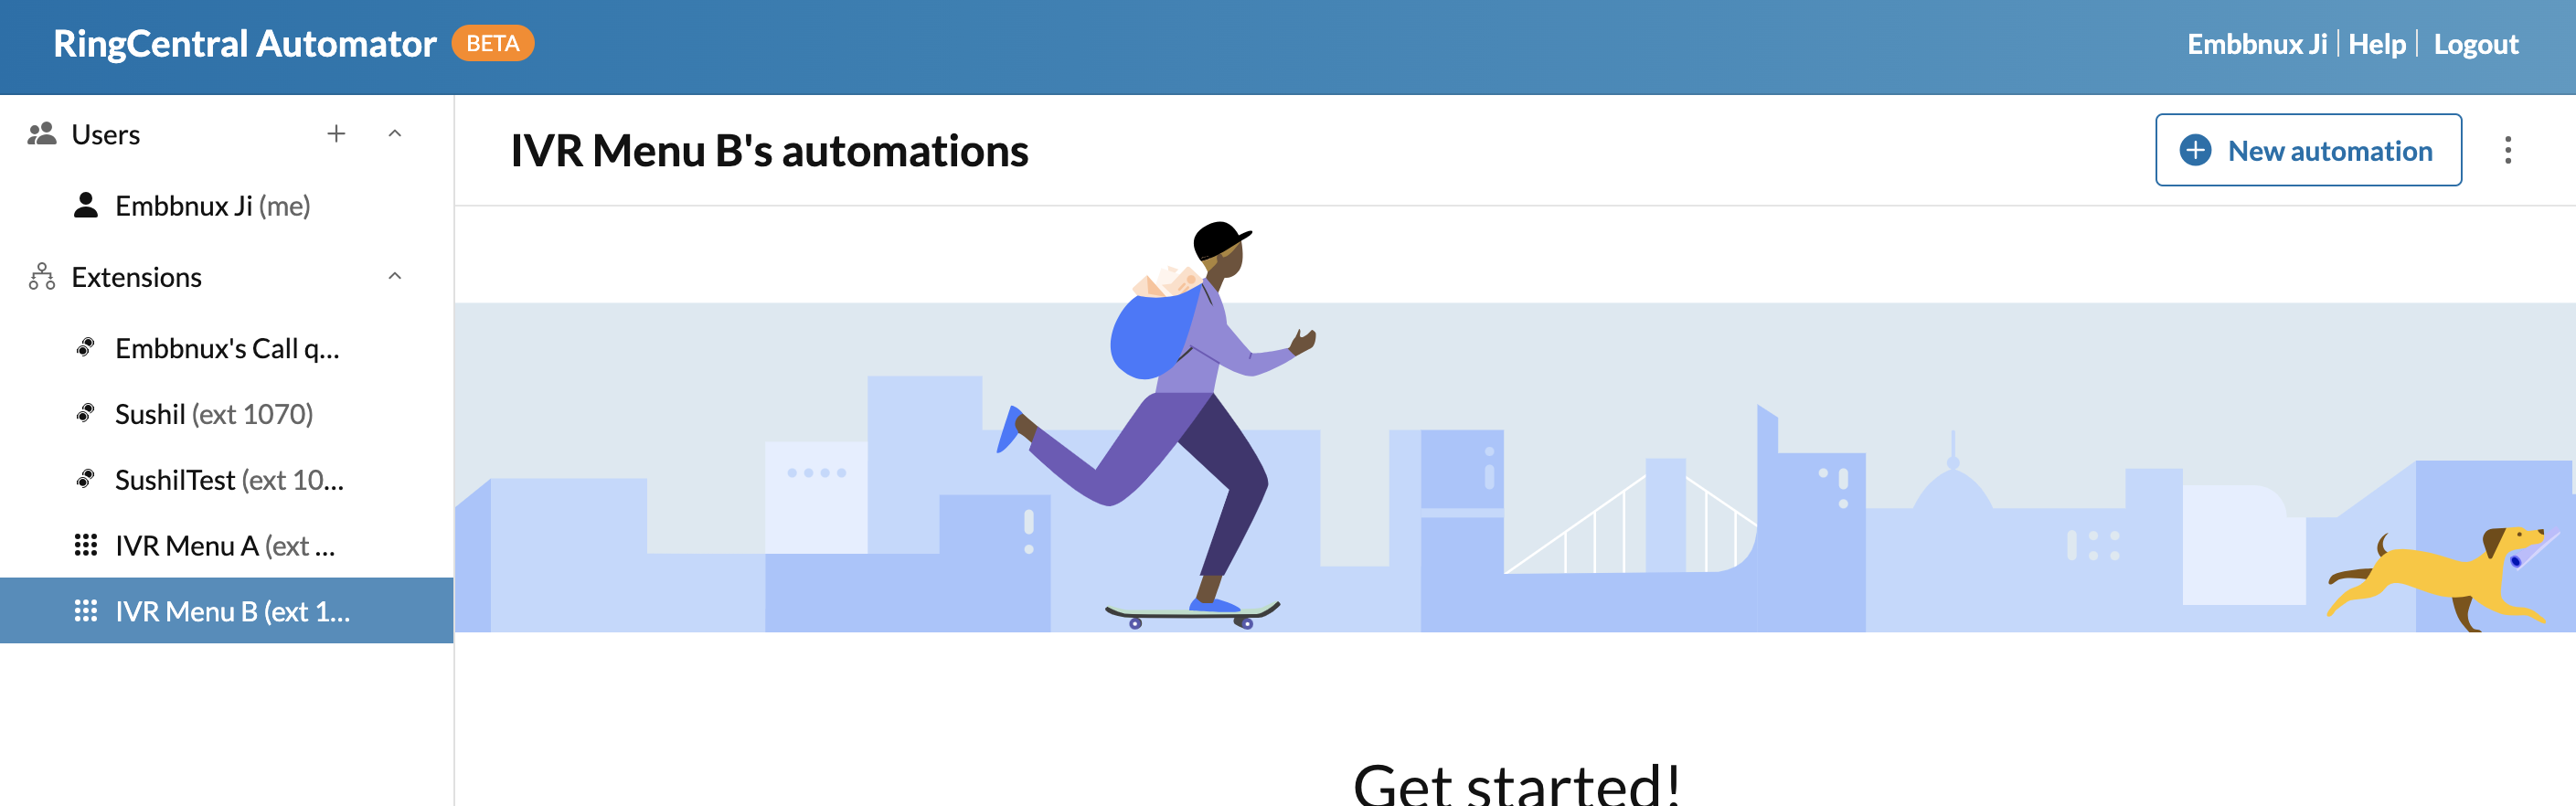 RingCentral Automator BETA
Embbnux Ji | Help | Logout
Users
Embbnux Ji (me)
Extensions
Embbnux's Call q...
Sushil (ext 1070)
SushilTest (ext 10...
IVR Menu A (ext ...
IVR Menu B (ext 1...
IVR Menu B's automations
New automation
Get started!